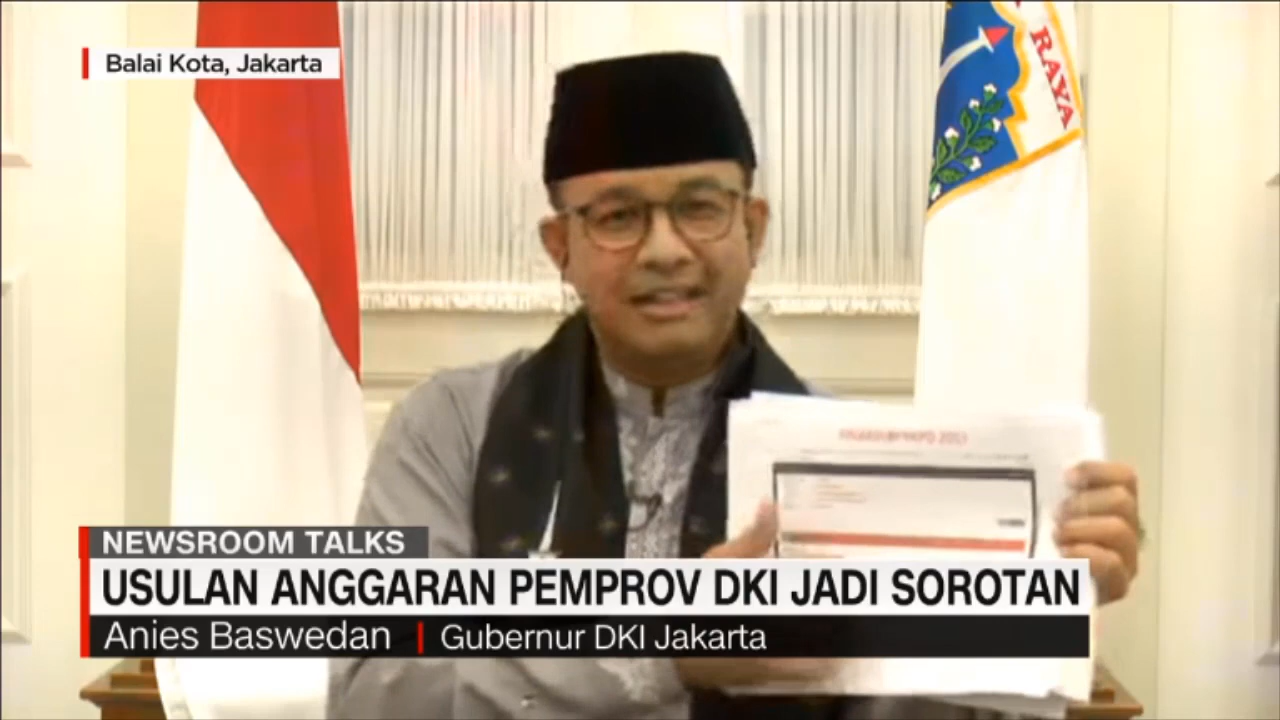 Balai Kota, Jakarta
RAYA
NEWSROOM TALKS
USULAN ANGGARAN PEMPROV DKI JADI SOROTAN
Anies Baswedan | Gubernur DKI Jakarta